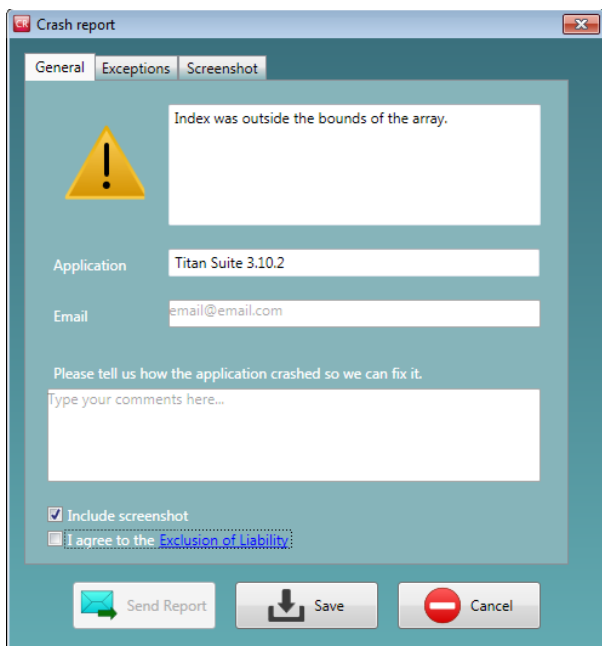 CR Crash report
General Exceptions Screenshot
Index was outside the bounds of the array.
Application Titan Suite 3.10.2
Email email@email.com
Please tell us how the application crashed so we can fix it.
Type your comments here...
Include screenshot
I agree to the Exclusion of Liability
Send Report Save Cancel